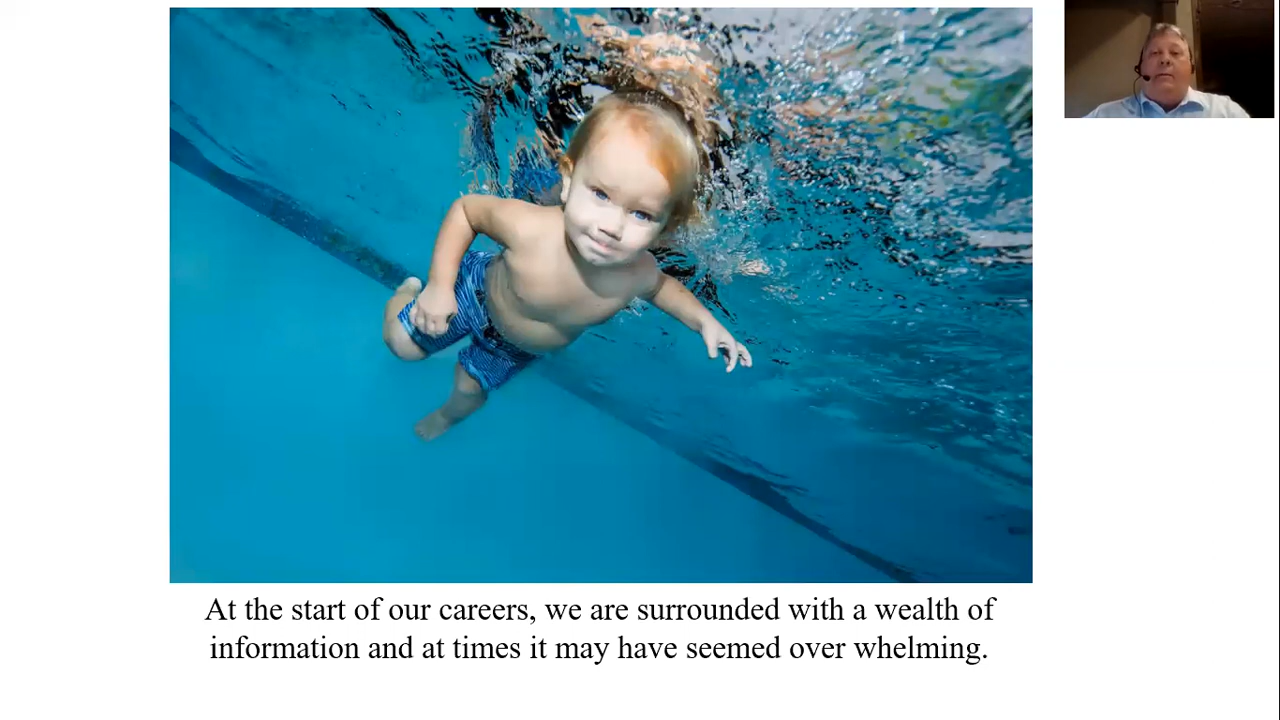 At the start of our careers, we are surrounded with a wealth of
information and at times it may have seemed over whelming.